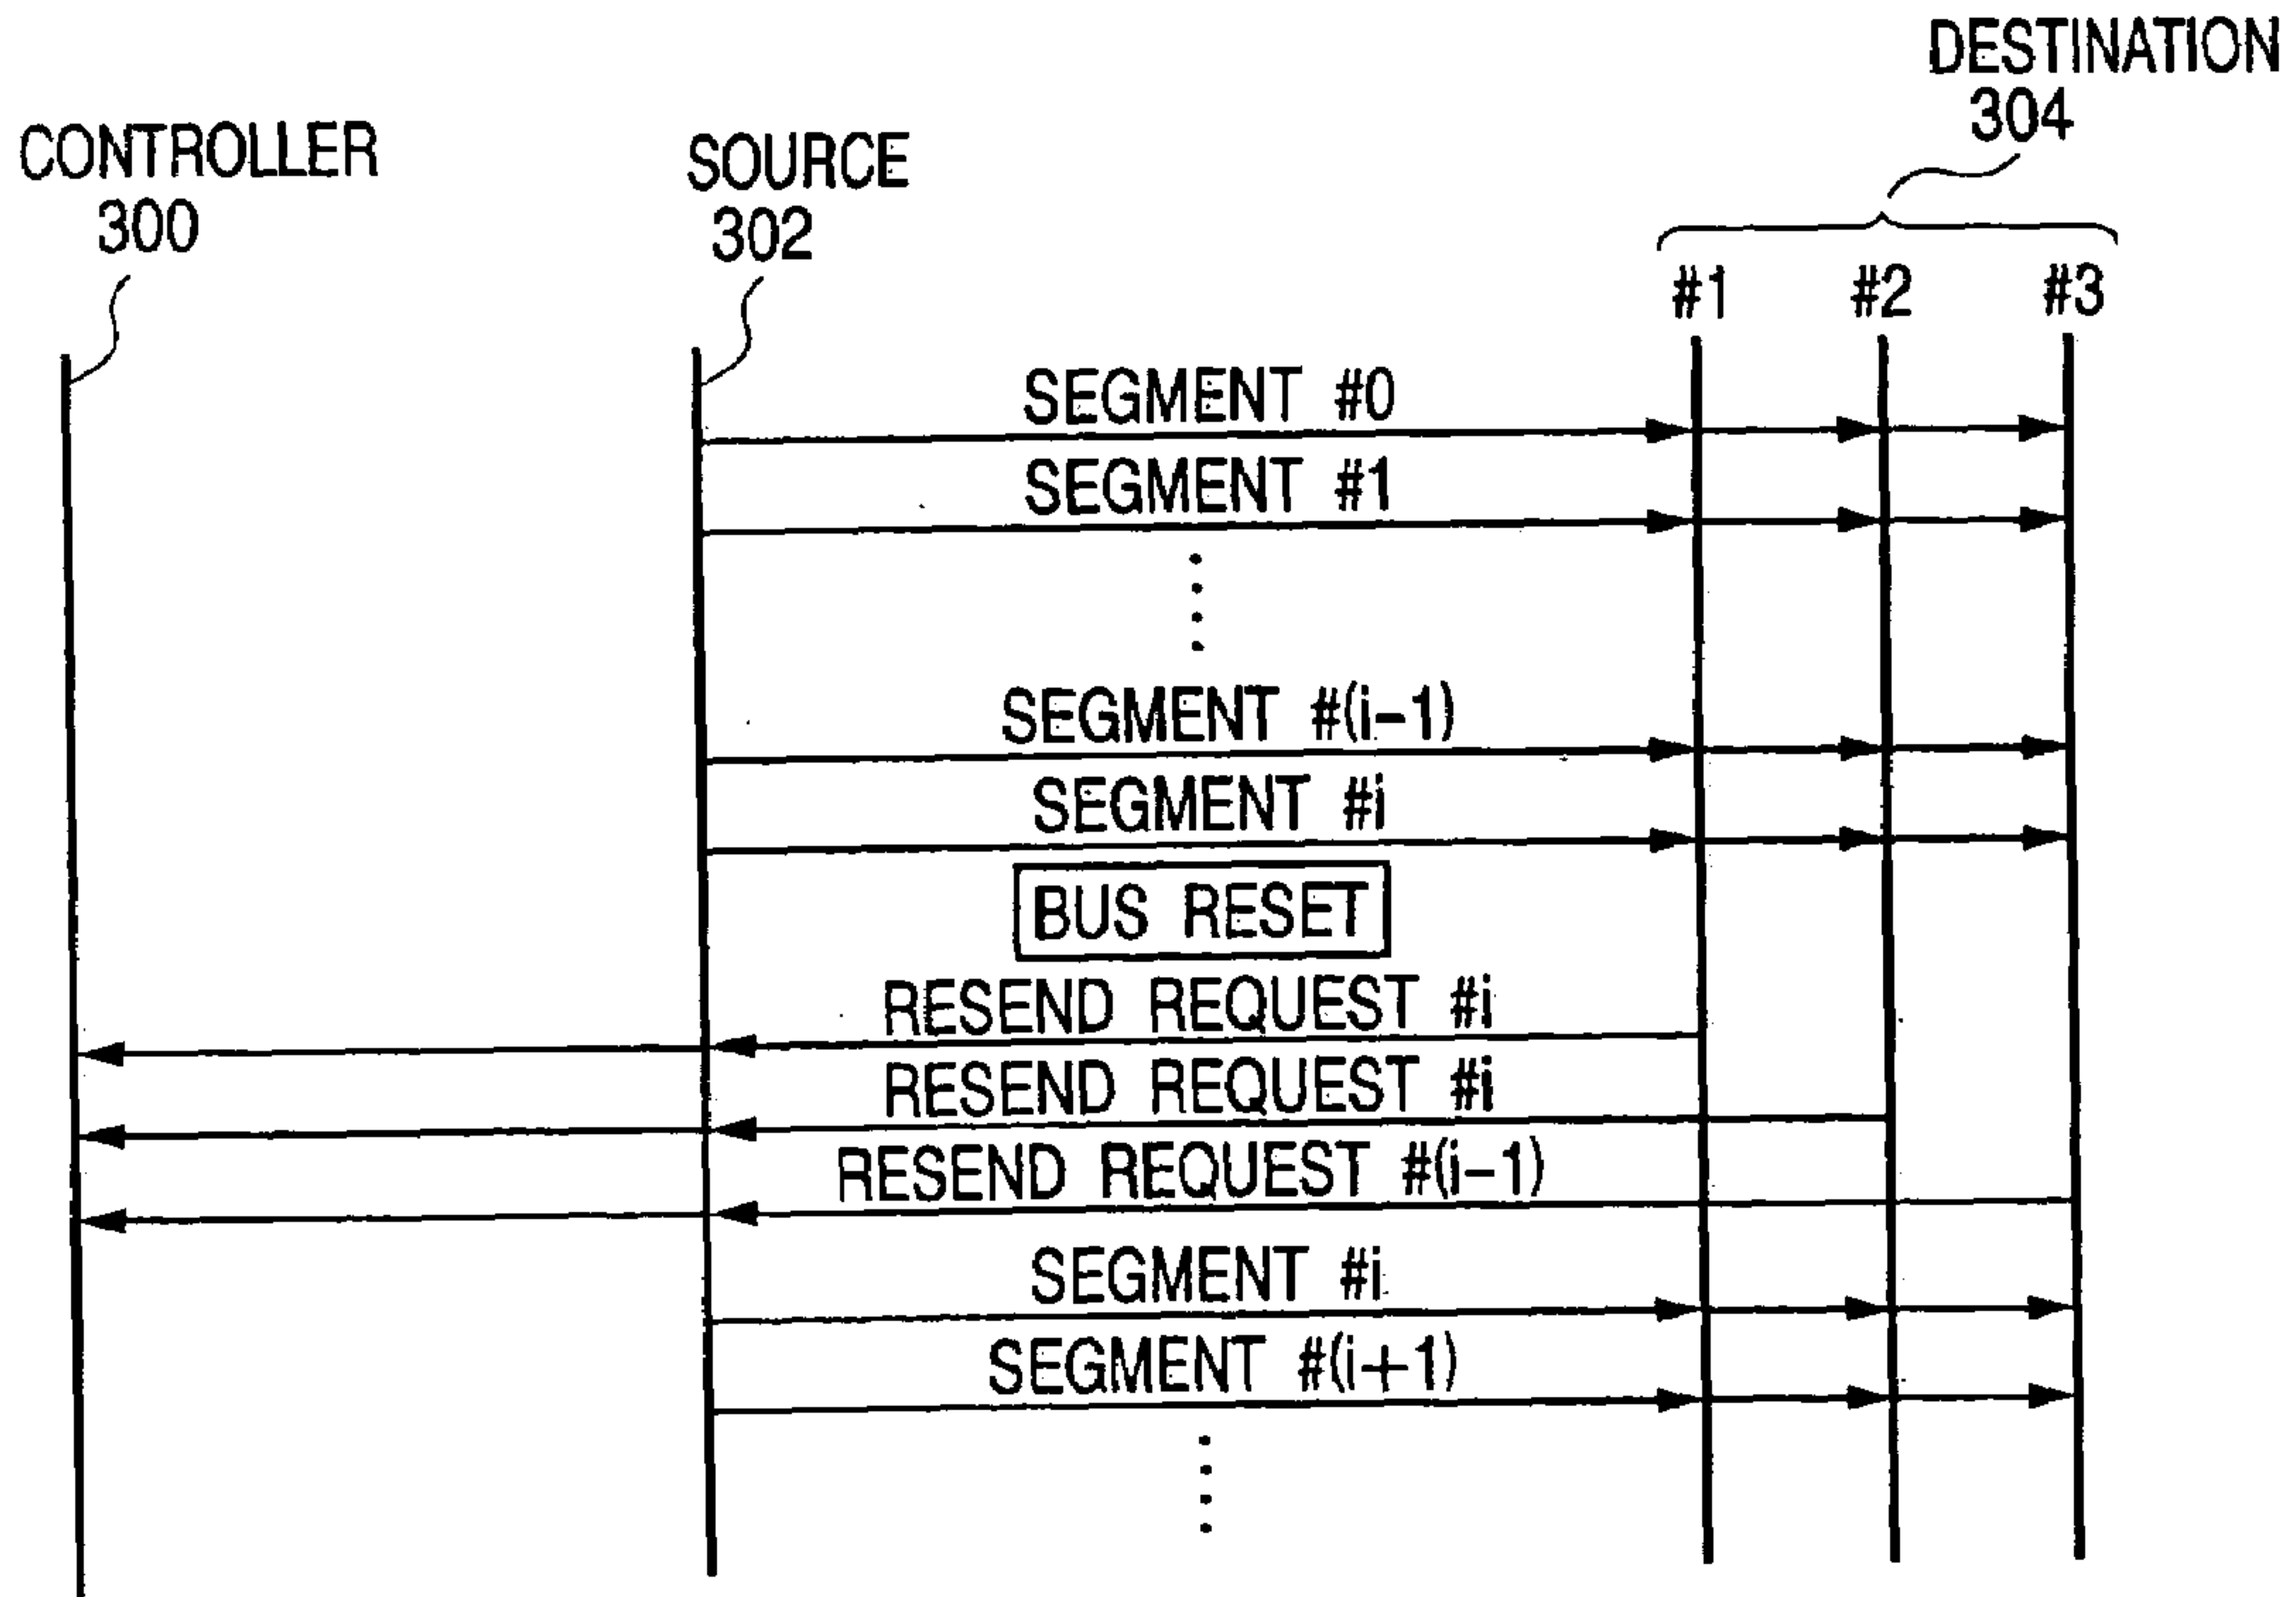 DESTINATION
304
CONTROLLER
300
SOURCE
302
#1 #2 #3
SEGMENT #0
SEGMENT #1
SEGMENT #(i-1)
SEGMENT #i
BUS RESET
RESEND REQUEST #i
RESEND REQUEST #i
RESEND REQUEST #(i-1)
SEGMENT #i
SEGMENT #(i+1)